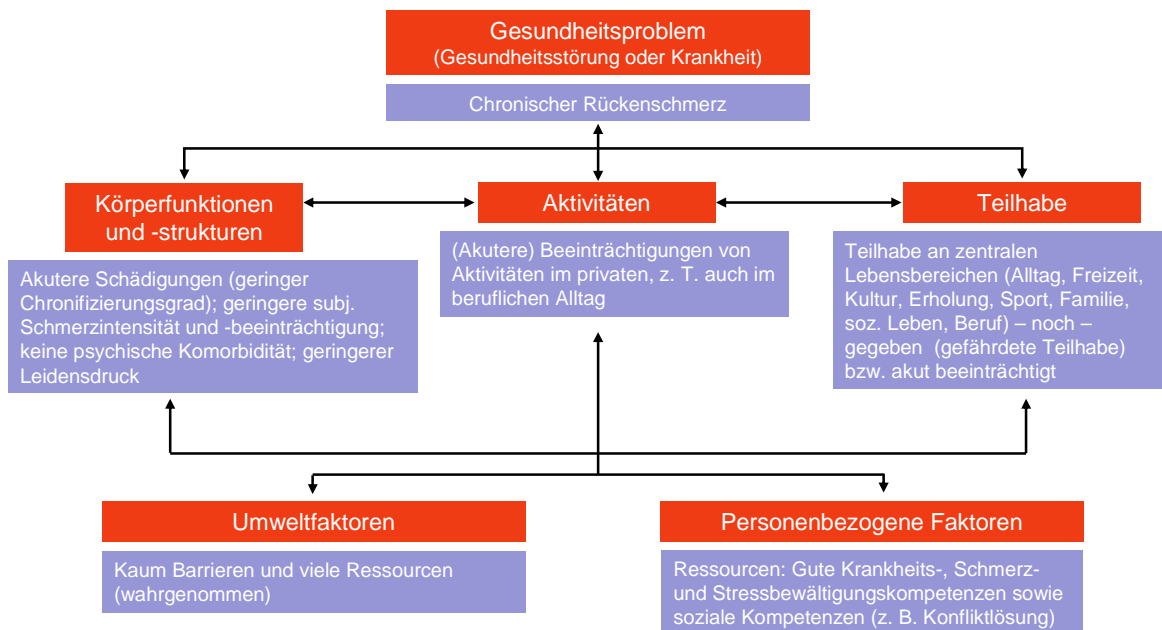 Gesundheitsproblem
(Gesundheitsstörung oder Krankheit)
Chronischer Rückenschmerz
Körperfunktionen
und -strukturen
Akutere Schädigungen (geringer
Chronifizierungsgrad); geringere subj.
Schmerzintensität und -beeinträchtigung;
keine psychische Komorbidität; geringerer
Leidensdruck
Aktivitäten
(Akutere) Beeinträchtigungen von
Aktivitäten im privaten, z. T. auch im
beruflichen Alltag
Teilhabe
Teilhabe an zentralen
Lebensbereichen (Alltag, Freizeit,
Kultur, Erholung, Sport, Familie,
soz. Leben, Beruf) – noch –
gegeben (gefährdete Teilhabe)
bzw. akut beeinträchtigt
Umweltfaktoren
Kaum Barrieren und viele Ressourcen
(wahrgenommen)
Personenbezogene Faktoren
Ressourcen: Gute Krankheits-, Schmerz-
und Stressbewältigungskompetenzen sowie
soziale Kompetenzen (z. B. Konfliktlösung)